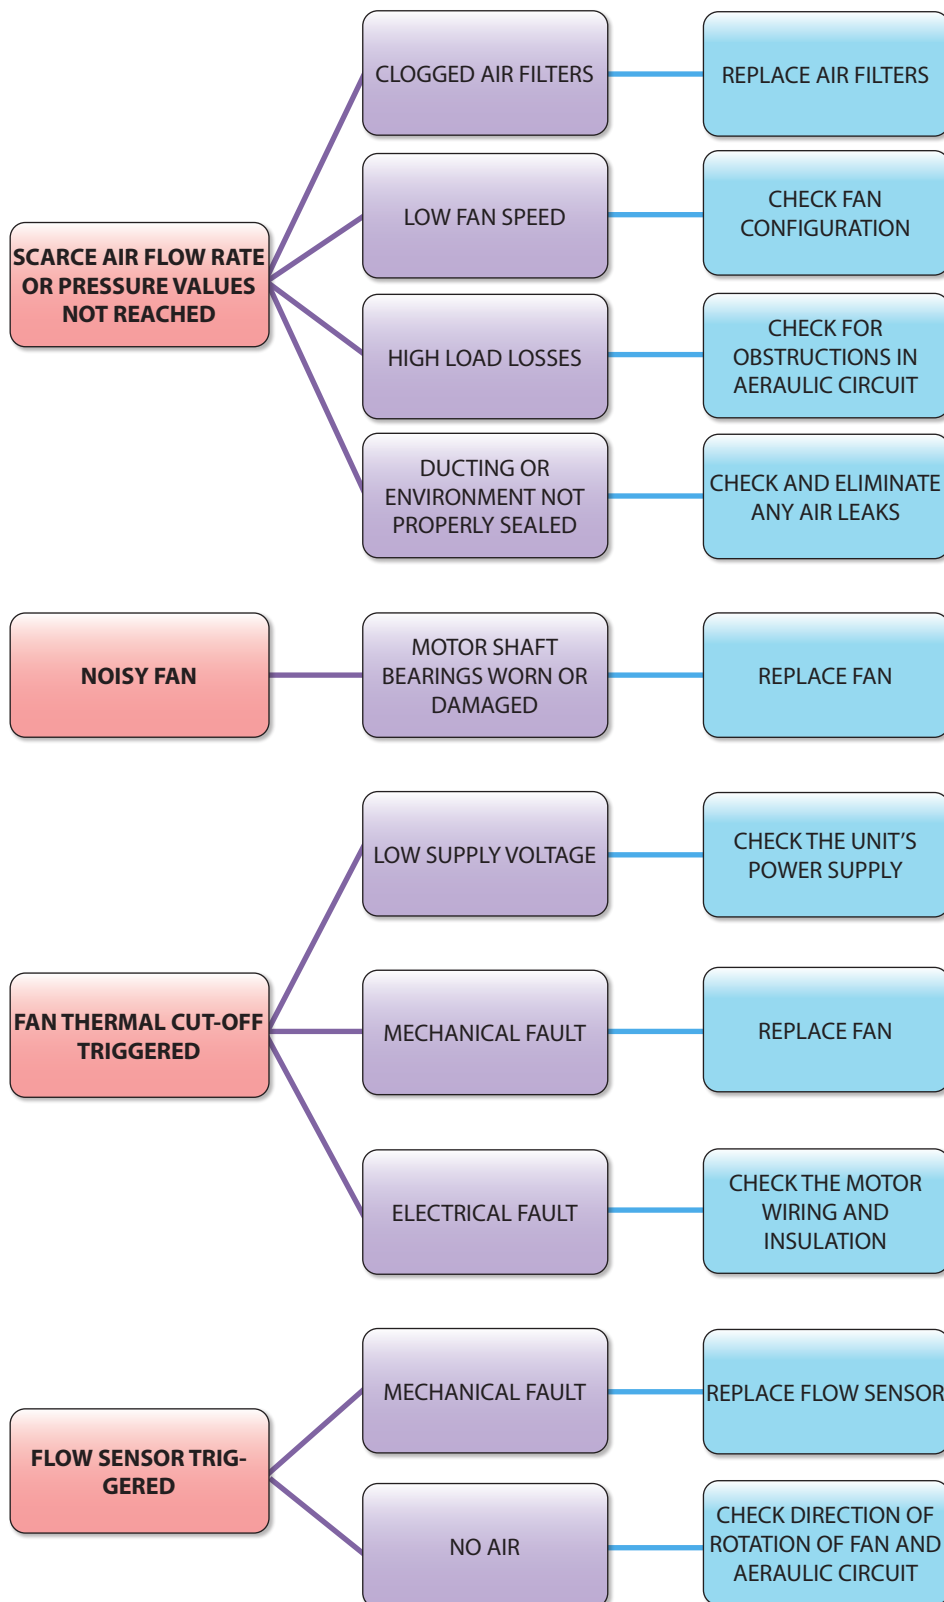 CLOGGED AIR FILTERS
REPLACE AIR FILTERS
LOW FAN SPEED
CHECK FAN
CONFIGURATION
SCARCE AIR FLOW RATE
OR PRESSURE VALUES
NOT REACHED
HIGH LOAD LOSSES
CHECK FOR
OBSTRUCTIONS IN
AERAULIC CIRCUIT
DUCTING OR
ENVIRONMENT NOT
PROPERLY SEALED
CHECK AND ELIMINATE
ANY AIR LEAKS
NOISY FAN
MOTOR SHAFT
BEARINGS WORN OR
DAMAGED
REPLACE FAN
LOW SUPPLY VOLTAGE
CHECK THE UNIT’S
POWER SUPPLY
FAN THERMAL CUT-OFF
TRIGGERED
MECHANICAL FAULT
REPLACE FAN
ELECTRICAL FAULT
CHECK THE MOTOR
WIRING AND
INSULATION
MECHANICAL FAULT
REPLACE FLOW SENSOR
FLOW SENSOR TRIG-
GERED
NO AIR
CHECK DIRECTION OF
ROTATION OF FAN AND
AERAULIC CIRCUIT